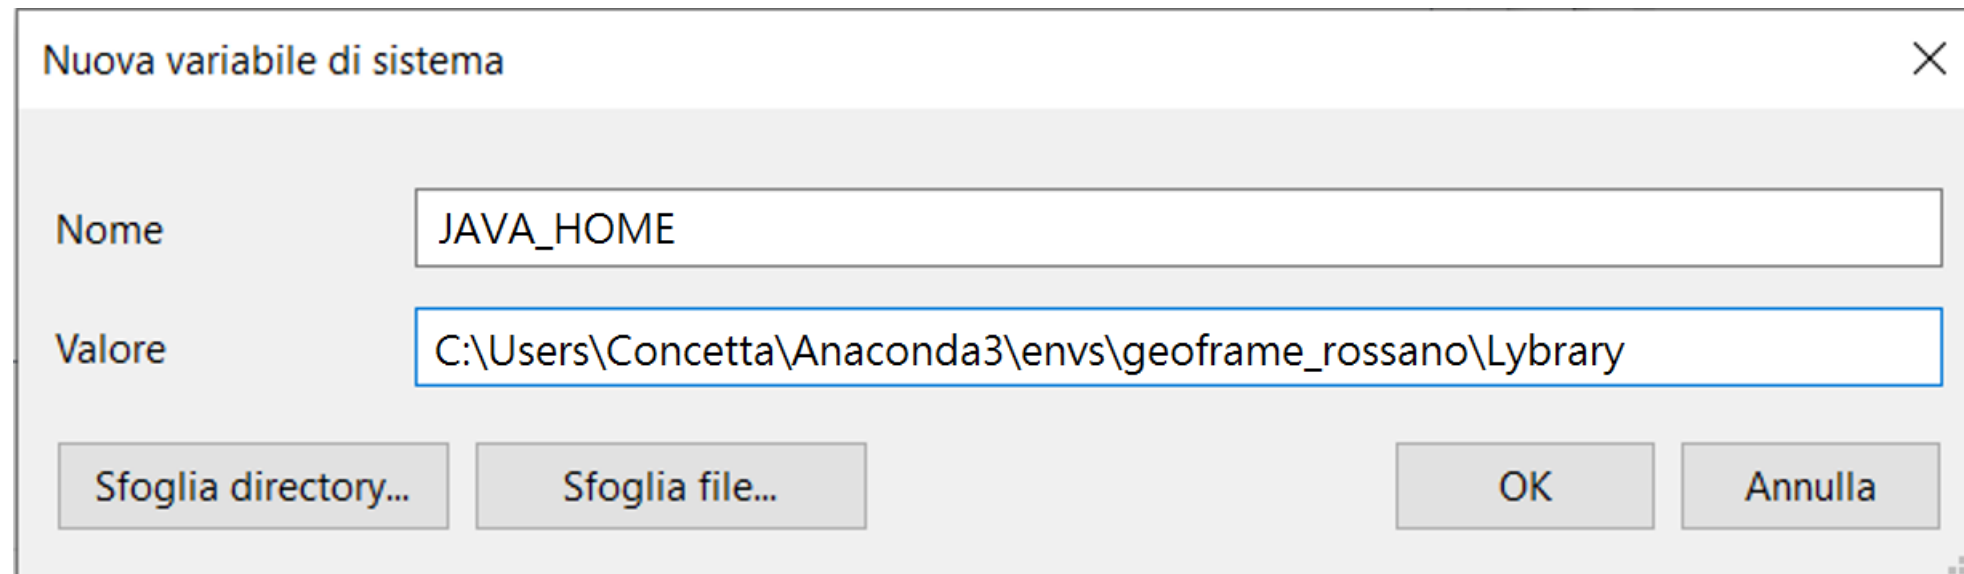 Nuova variabile di sistema
Nome JAVA_HOME
Valore C:\Users\Concetta\Anaconda3\envs\geoframe_rossano\Lybrary
Sfoglia directory... Sfoglia file... OK Annulla